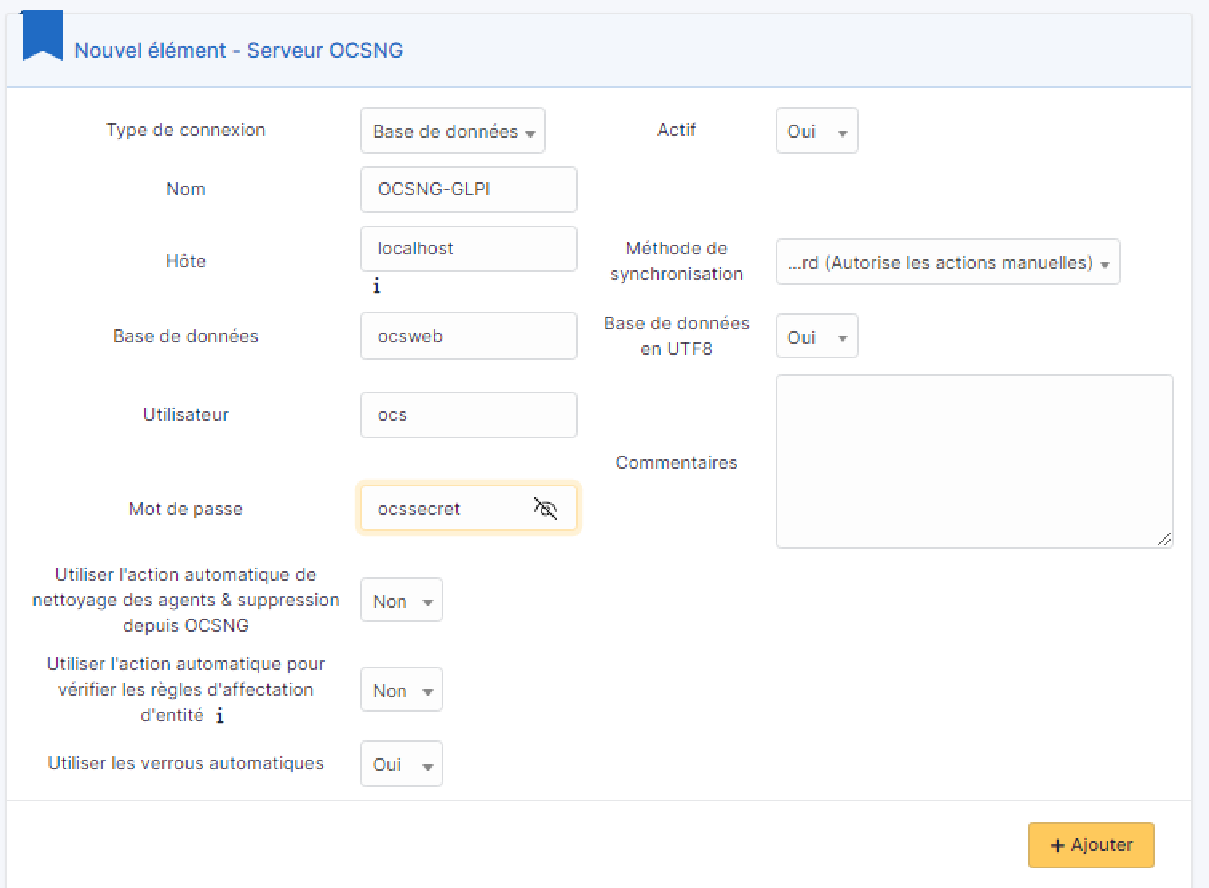 Nouvel élément - Serveur OCSNG
Type de connexion
Base de données
Actif
Oui
Nom
OCSNG-GLPI
Hôte
localhost
i
Méthode de
synchronisation
...rd (Autorise les actions manuelles)
Base de données
ocsweb
Base de données
en UTF8
Oui
Utilisateur
ocs
Commentaires
Mot de passe
ocssecret
Utiliser l'action automatique de
nettoyage des agents & suppression
depuis OCSNG
Non
Utiliser l'action automatique pour
vérifier les règles d'affectation
d'entité i
Non
Utiliser les verrous automatiques
Oui
+ Ajouter